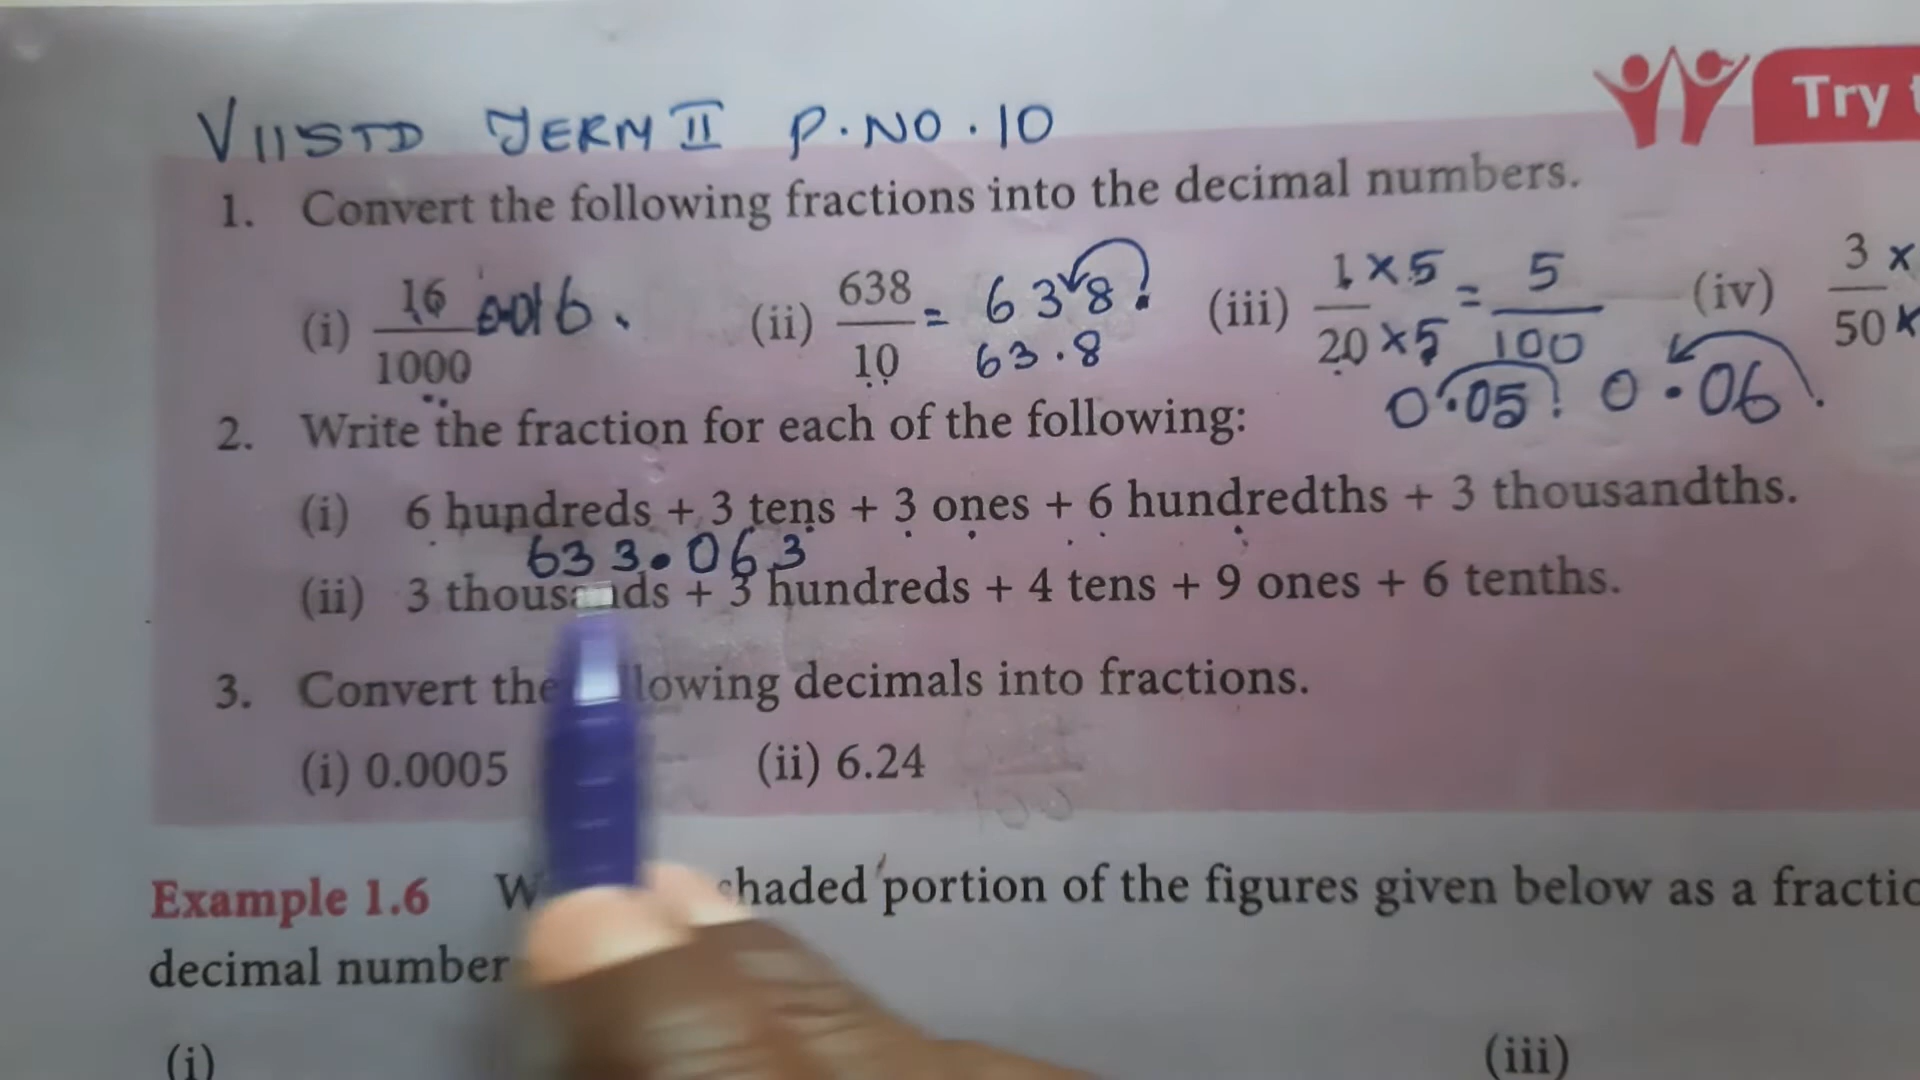 Try
VIISTD TERM II P.NO.10
1. Convert the following fractions into the decimal numbers.
(i) 16/1000 0.016. (ii) 638/10 = 638. (iii) 1×5/20×5 = 5/100 (iv) 3×/50×
63.8 0.05. 0.06.
2. Write the fraction for each of the following:
(i) 6 hundreds + 3 tens + 3 ones + 6 hundredths + 3 thousandths.
633.063
(ii) 3 thousands + 3 hundreds + 4 tens + 9 ones + 6 tenths.
3. Convert the lowing decimals into fractions.
(i) 0.0005 (ii) 6.24
Example 1.6 W shaded portion of the figures given below as a fractio
decimal number
(i) (iii)